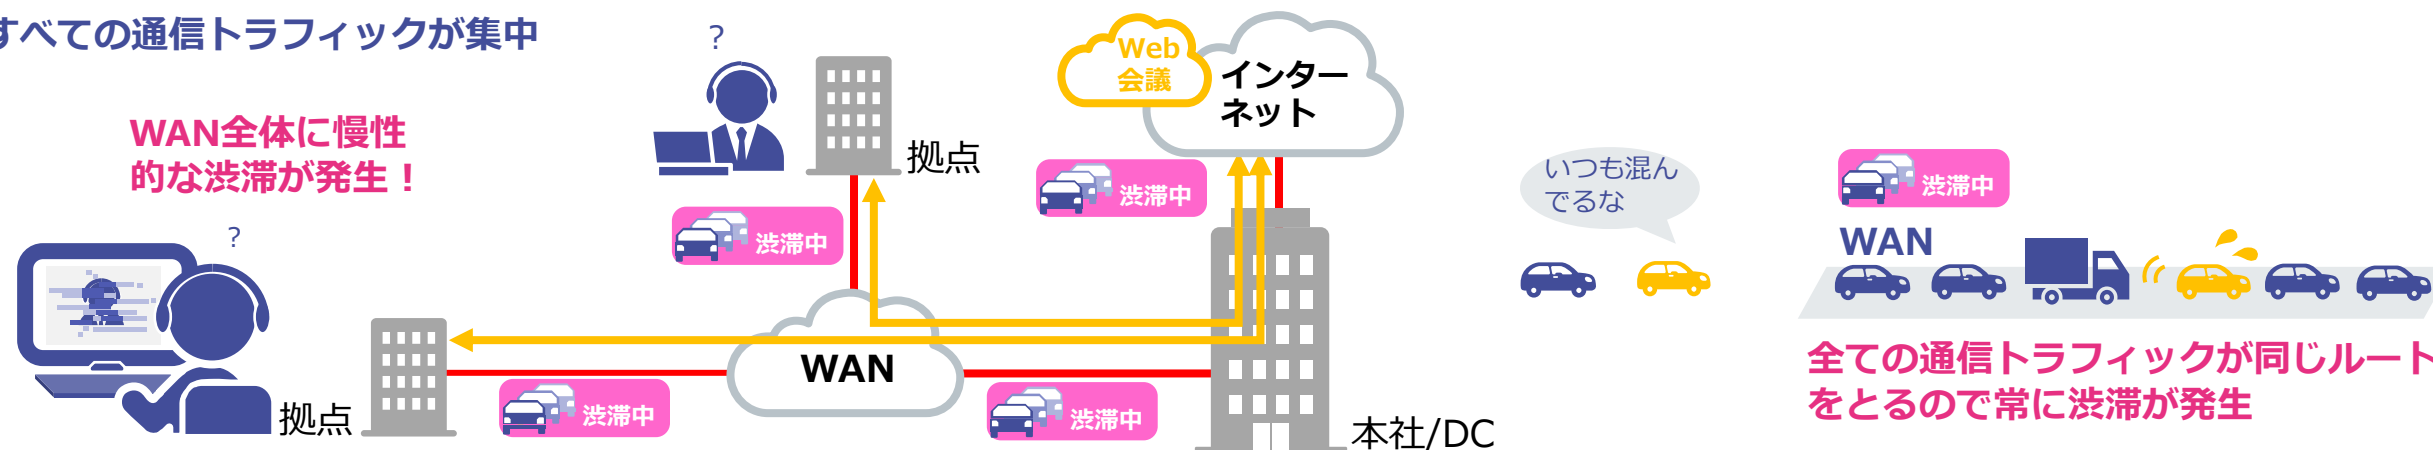 すべての通信トラフィックが集中
WAN全体に慢性
的な渋滞が発生！
?
?
拠点
渋滞中
拠点
渋滞中
WAN
渋滞中
Web
会議
インター
ネット
渋滞中
本社/DC
いつも混ん
でるな
渋滞中
WAN
全ての通信トラフィックが同じルート
をとるので常に渋滞が発生